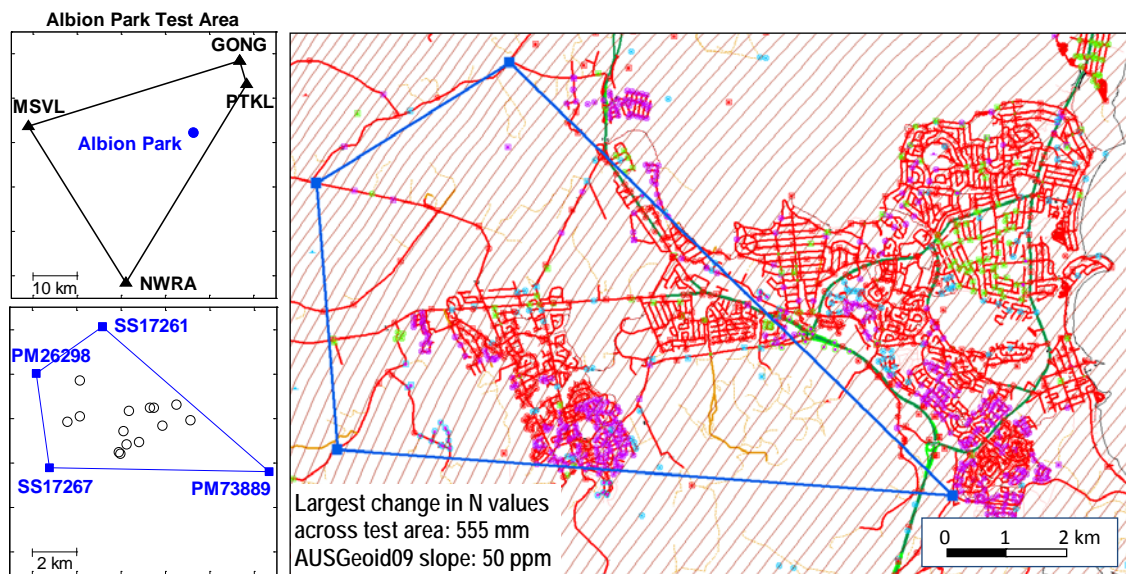 Albion Park Test Area
GONG
MSVL
PTKL
Albion Park
NWRA
10 km
SS17261
PM26298
SS17267
PM73889
2 km
Largest change in N values
across test area: 555 mm
AUSGeoid09 slope: 50 ppm
0 1 2 km